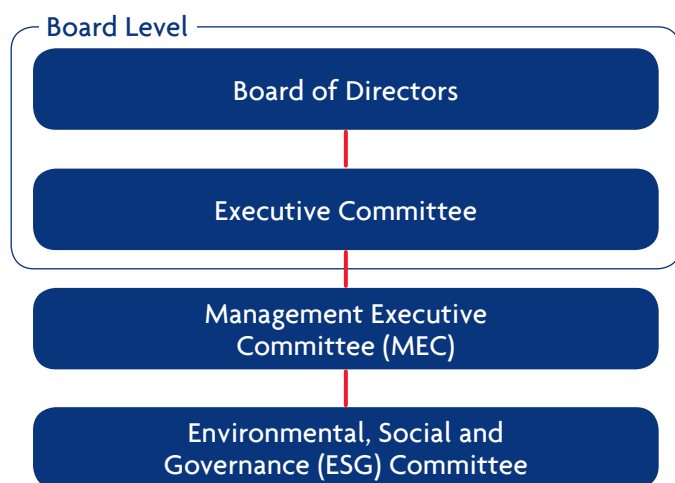 Board Level
Board of Directors
Executive Committee
Management Executive
Committee (MEC)
Environmental, Social and
Governance (ESG) Committee